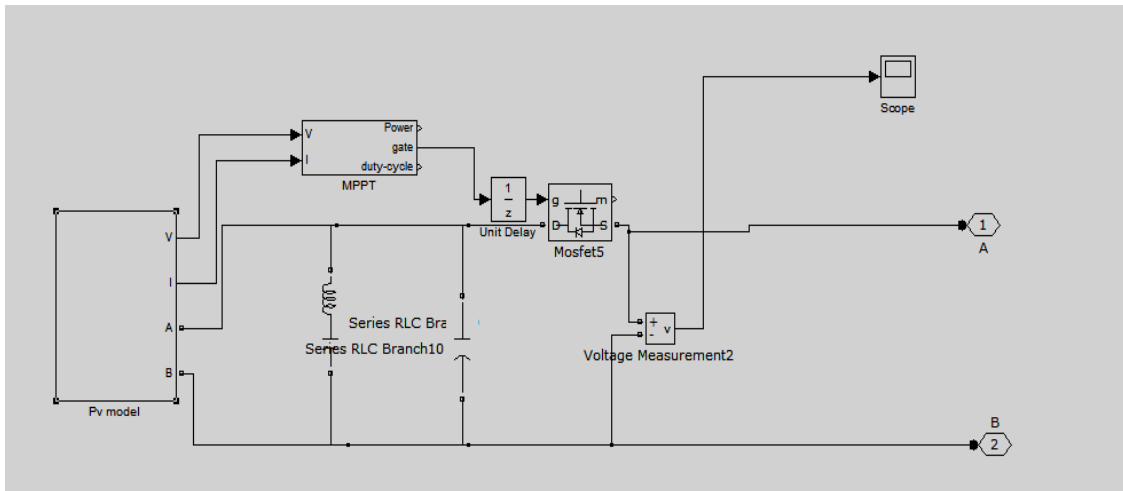 Scope
V
I
Power
gate
duty-cycle
MPPT
1
z
Unit Delay
g
m
D
S
Mosfet5
1
A
V
I
A
B
Pv model
Series RLC Bra
Series RLC Branch10
+
-
v
Voltage Measurement2
B
2